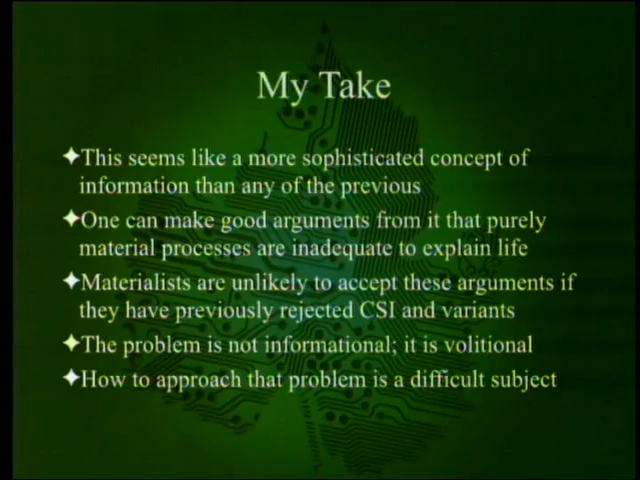 My Take
✦This seems like a more sophisticated concept of
information than any of the previous
✦One can make good arguments from it that purely
material processes are inadequate to explain life
✦Materialists are unlikely to accept these arguments if
they have previously rejected CSI and variants
✦The problem is not informational; it is volitional
✦How to approach that problem is a difficult subject